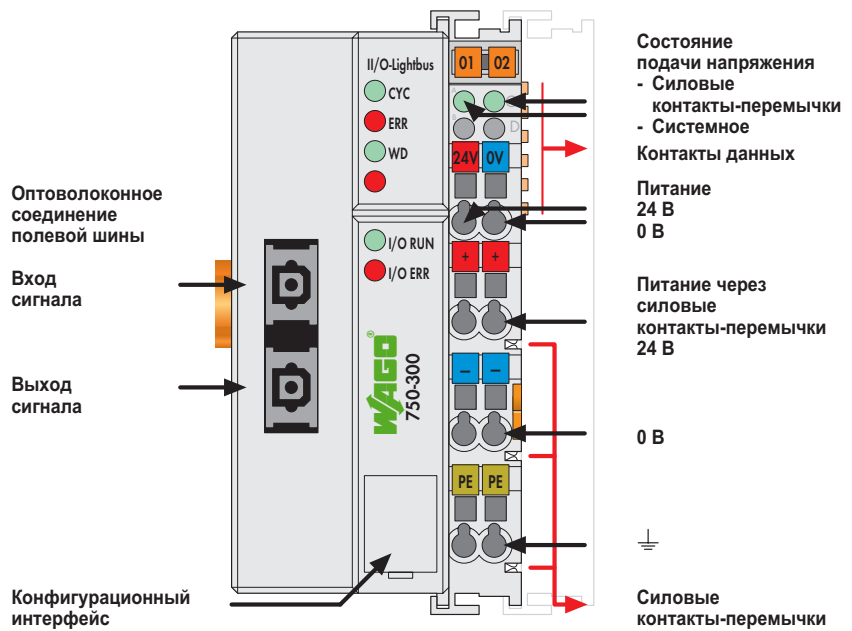 Оптоволоконное
соединение
полевой шины
Вход
сигнала
Выход
сигнала
Конфигурационный
интерфейс
II/O-Lightbus
CYC
ERR
WD
I/O RUN
I/O ERR
WAGO®
750-300
01 02
A C
B D
24V 0V
+ +
– –
PE PE
Состояние
подачи напряжения
- Силовые
контакты-перемычки
- Системное
Контакты данных
Питание
24 В
0 В
Питание через
силовые
контакты-перемычки
24 В
0 В
Силовые
контакты-перемычки